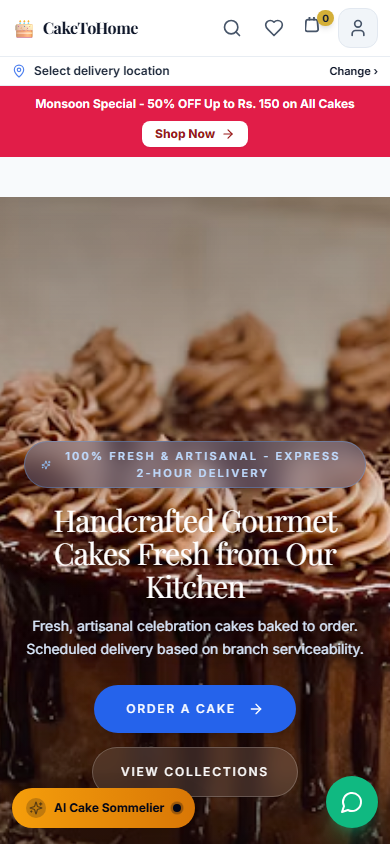 CakeToHome
0
Select delivery location
Change ›
Monsoon Special - 50% OFF Up to Rs. 150 on All Cakes
Shop Now →
100% FRESH & ARTISANAL - EXPRESS
2-HOUR DELIVERY
Handcrafted Gourmet
Cakes Fresh from Our
Kitchen
Fresh, artisanal celebration cakes baked to order.
Scheduled delivery based on branch serviceability.
ORDER A CAKE →
VIEW COLLECTIONS
AI Cake Sommelier